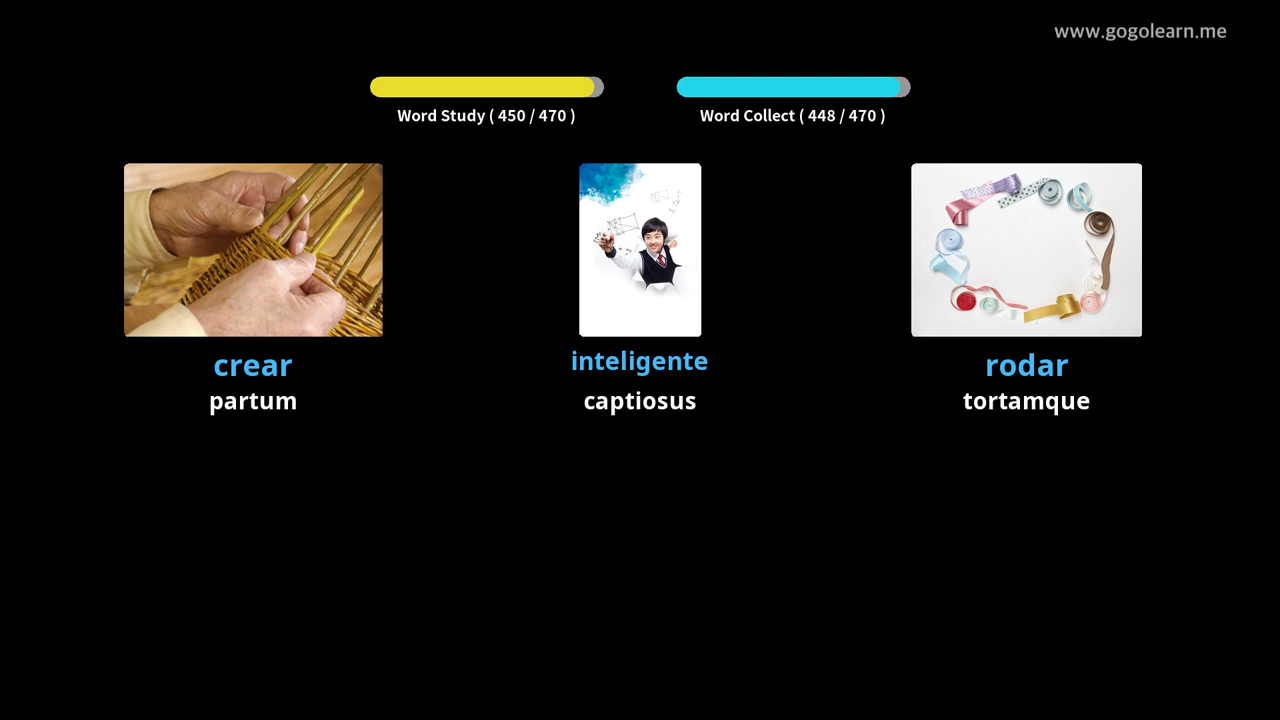 www.gogolearn.me
Word Study ( 450 / 470 )
Word Collect ( 448 / 470 )
crear
partum
inteligente
captiosus
rodar
tortamque